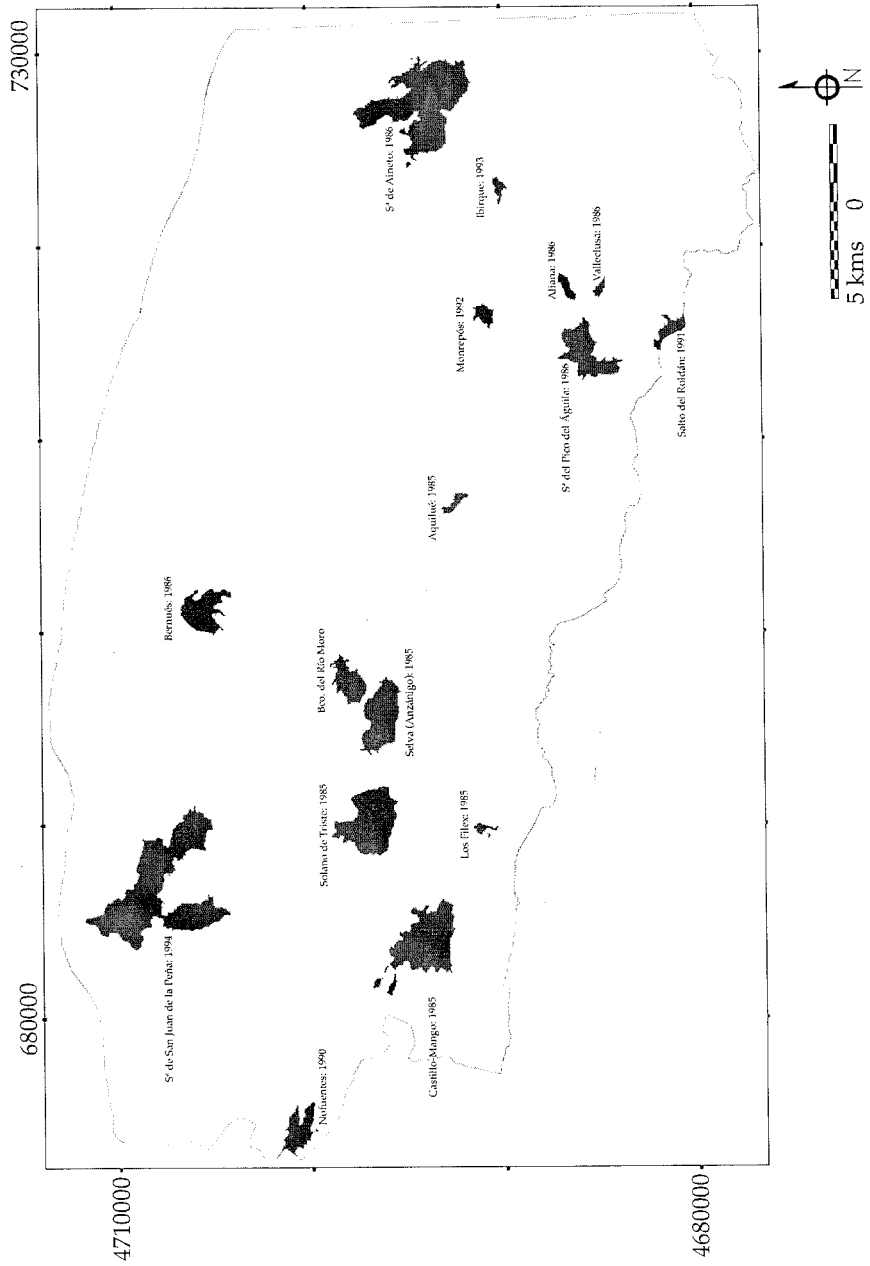 680000
730000
4710000
4680000
Sª de San Juan de la Peña: 1994
Bernués: 1986
Nofuentes: 1990
Solano de Triste: 1985
Bco. del Río Moro
Sª de Aineto: 1986
Castillo-Mango: 1985
Selva (Anzánigo): 1985
Los Filex: 1985
Aquilué: 1985
Monrepós: 1992
Ibirque: 1993
Sª del Pico del Águila: 1986
Aliana: 1986
Valleclusa: 1986
Salto del Roldán: 1991
5 kms 0
N